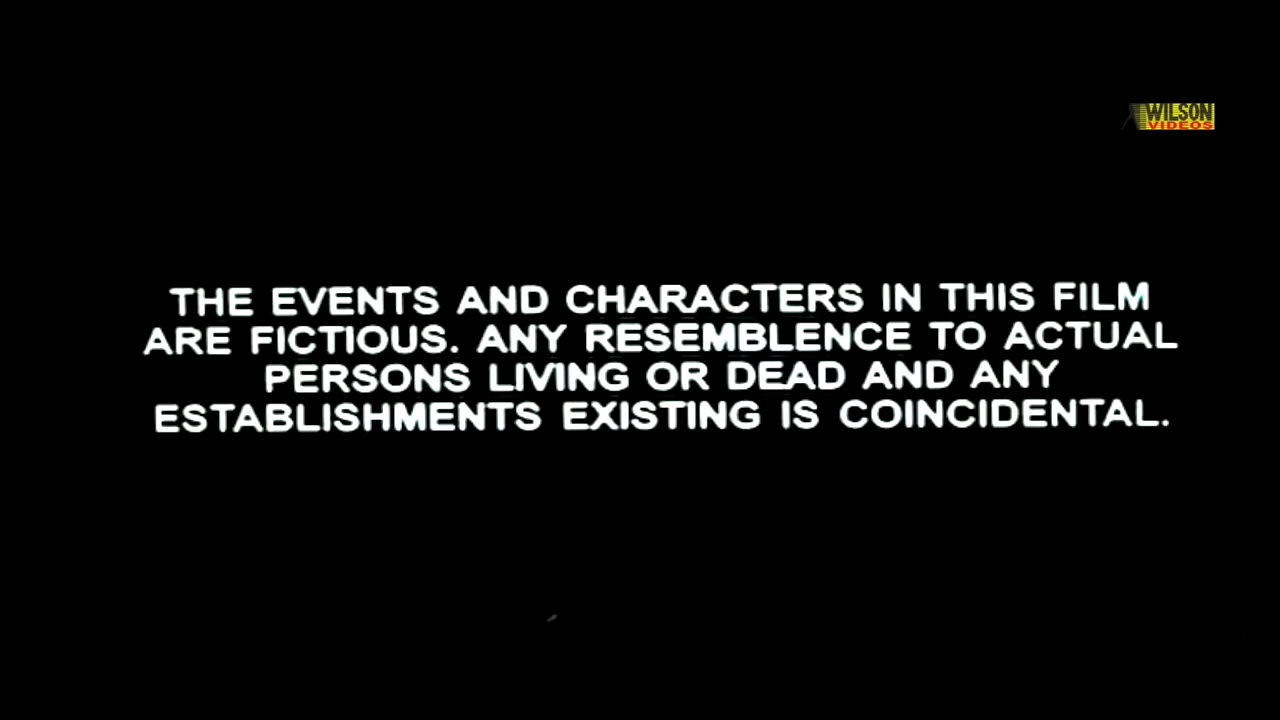 WILSON
VIDEOS
THE EVENTS AND CHARACTERS IN THIS FILM
ARE FICTIOUS. ANY RESEMBLENCE TO ACTUAL
PERSONS LIVING OR DEAD AND ANY
ESTABLISHMENTS EXISTING IS COINCIDENTAL.